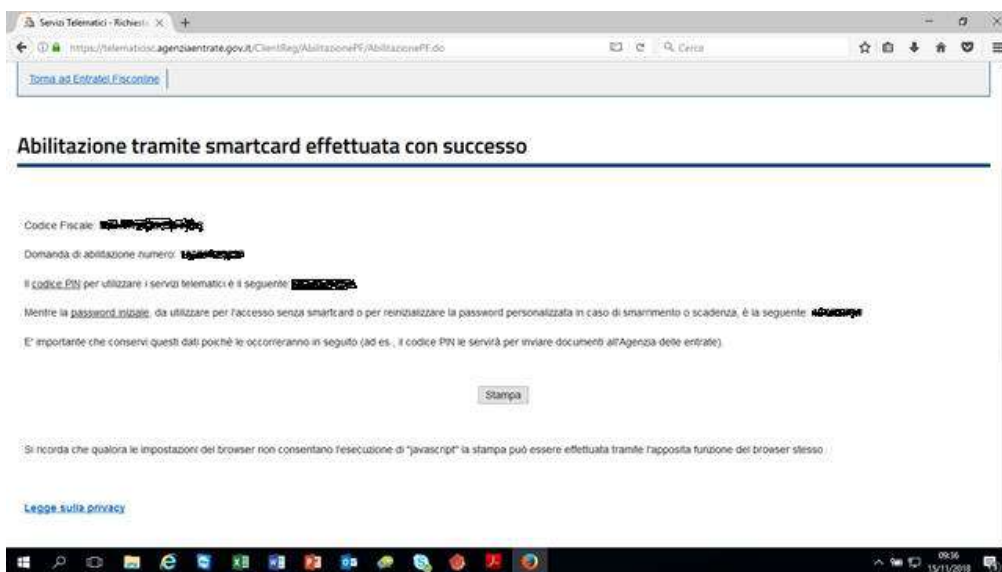 Servizi Telematici - Richiesta
https://telematicisc.agenziaentrate.gov.it/ClientReg/AbilitazionePF/AbilitazionePF.do
Cerca
Torna ad Entratel Fisconline
Abilitazione tramite smartcard effettuata con successo
Codice Fiscale:
Domanda di abilitazione numero:
Il codice PIN per utilizzare i servizi telematici è il seguente:
Mentre la password iniziale, da utilizzare per l'accesso senza smartcard o per reinizializzare la password personalizzata in caso di smarrimento o scadenza, è la seguente:
E' importante che conservi questi dati poichè le occorreranno in seguito (ad es., il codice PIN le servirà per inviare documenti all'Agenzia delle entrate).
Stampa
Si ricorda che qualora le impostazioni del browser non consentano l'esecuzione di "javascript" la stampa può essere effettuata tramite l'apposita funzione del browser stesso
Legge sulla privacy
09:36
15/11/2018